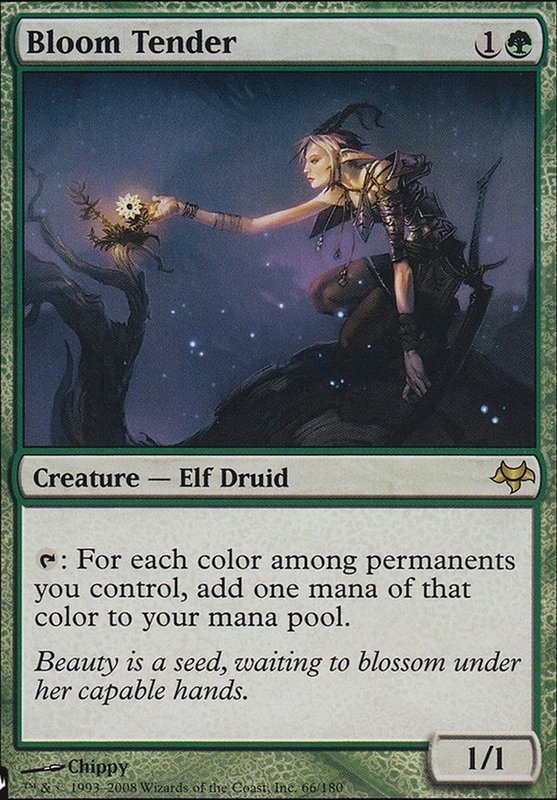 Bloom Tender 1
Creature — Elf Druid
: For each color among permanents
you control, add one mana of that
color to your mana pool.
Beauty is a seed, waiting to blossom under
her capable hands.
Chippy
1/1
™ & 1993–2008 Wizards of the Coast, Inc. 66/180